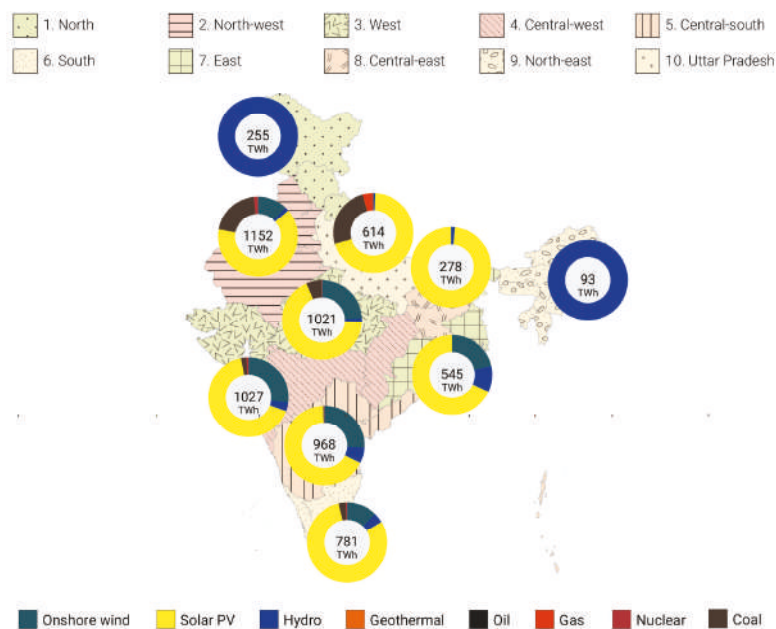 1. North 2. North-west 3. West 4. Central-west 5. Central-south
6. South 7. East 8. Central-east 9. North-east 10. Uttar Pradesh
255
TWh
1152
TWh
614
TWh
278
TWh
93
TWh
1021
TWh
545
TWh
1027
TWh
968
TWh
781
TWh
Onshore wind Solar PV Hydro Geothermal Oil Gas Nuclear Coal